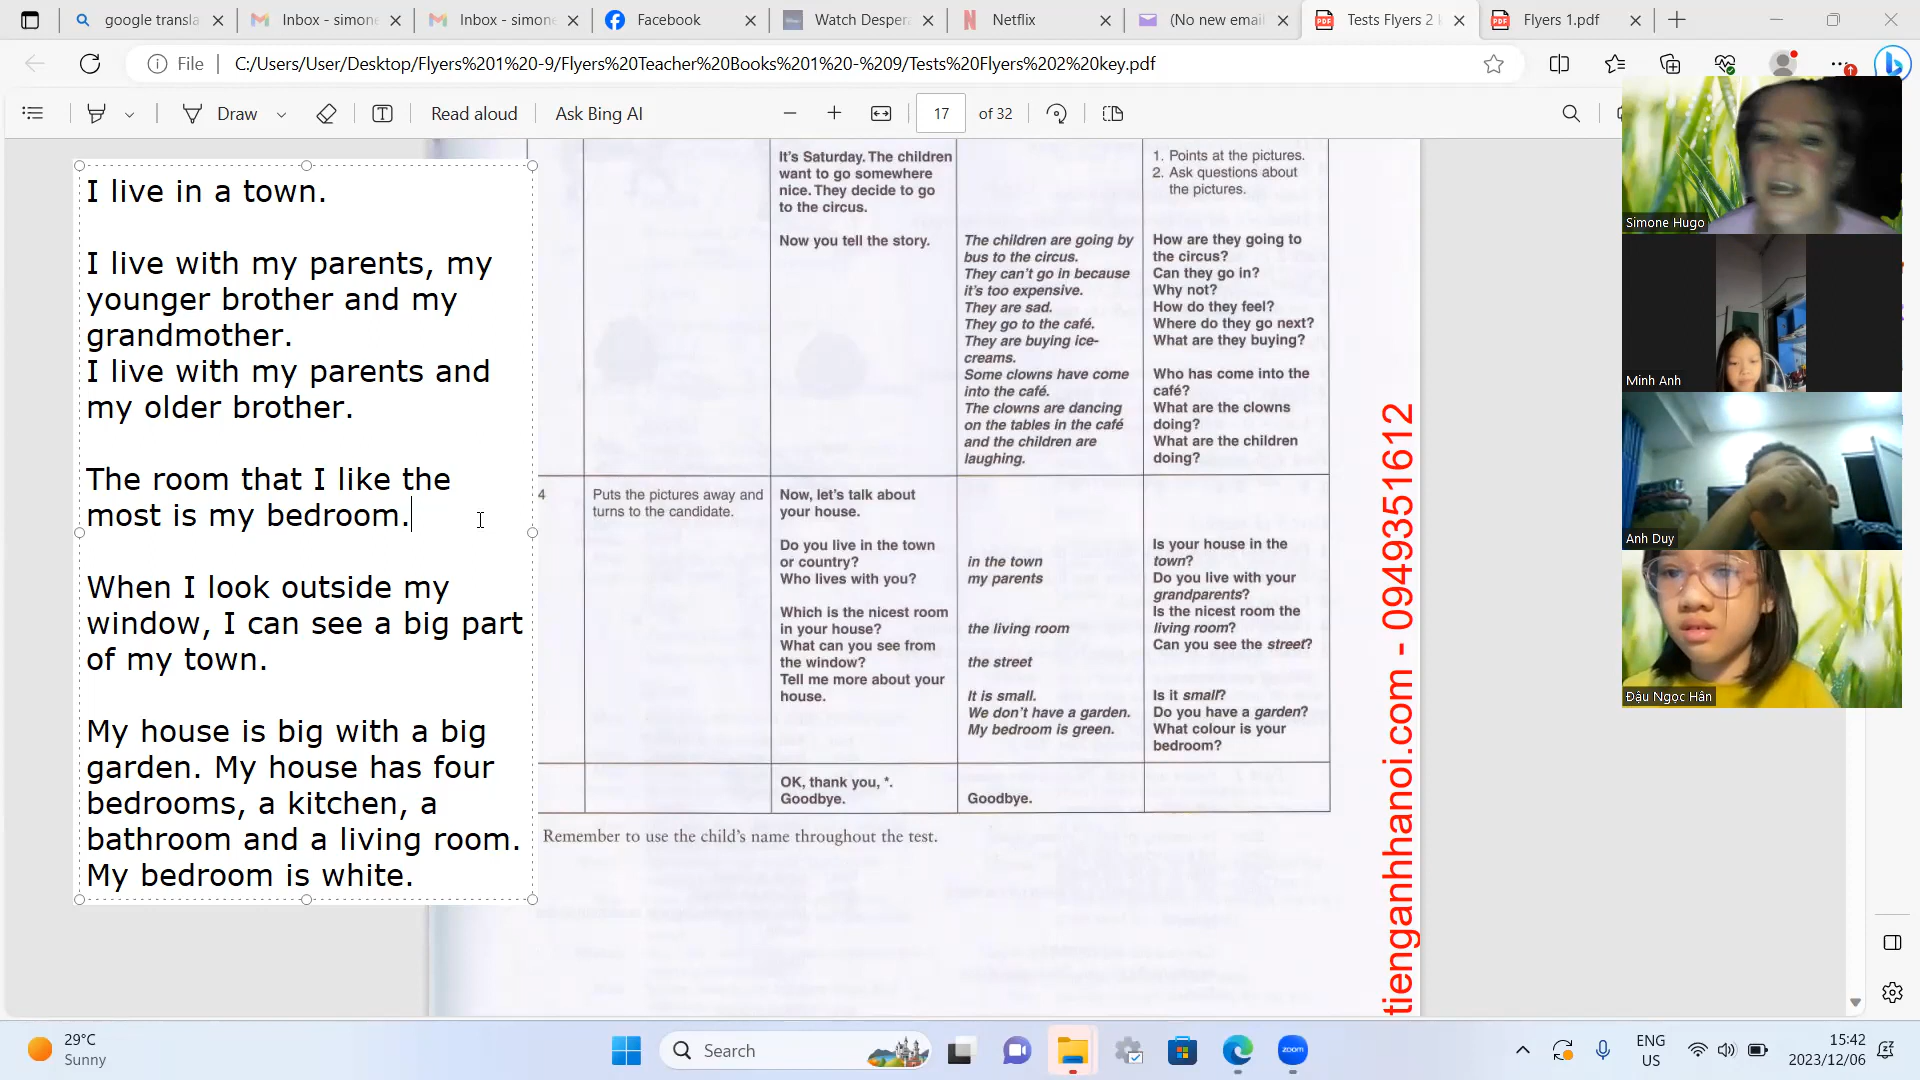 google transla
Inbox - simone
Inbox - simone
Facebook
Watch Despera
Netflix
(No new email
Tests Flyers 2 k
Flyers 1.pdf
File
C:/Users/User/Desktop/Flyers%201%20-9/Flyers%20Teacher%20Books%201%20-%209/Tests%20Flyers%202%20key.pdf
Draw
Read aloud
Ask Bing AI
17
of 32
I live in a town.
I live with my parents, my
younger brother and my
grandmother.
I live with my parents and
my older brother.
The room that I like the
most is my bedroom.
When I look outside my
window, I can see a big part
of my town.
My house is big with a big
garden. My house has four
bedrooms, a kitchen, a
bathroom and a living room.
My bedroom is white.
It's Saturday. The children
want to go somewhere
nice. They decide to go
to the circus.
Now you tell the story.
The children are going by
bus to the circus.
They can't go in because
it's too expensive.
They are sad.
They go to the café.
They are buying ice-
creams.
Some clowns have come
into the café.
The clowns are dancing
on the tables in the café
and the children are
laughing.
1. Points at the pictures.
2. Ask questions about
the pictures.
How are they going to
the circus?
Can they go in?
Why not?
How do they feel?
Where do they go next?
What are they buying?
Who has come into the
café?
What are the clowns
doing?
What are the children
doing?
4
Puts the pictures away and
turns to the candidate.
Now, let's talk about
your house.
Do you live in the town
or country?
Who lives with you?
Which is the nicest room
in your house?
What can you see from
the window?
Tell me more about your
house.
in the town
my parents
the living room
the street
It is small.
We don't have a garden.
My bedroom is green.
Is your house in the
town?
Do you live with your
grandparents?
Is the nicest room the
living room?
Can you see the street?
Is it small?
Do you have a garden?
What colour is your
bedroom?
OK, thank you, *.
Goodbye.
Goodbye.
Remember to use the child's name throughout the test.
tienganhhanoi.com - 0949351612
Simone Hugo
Minh Anh
Anh Duy
Đậu Ngọc Hân
29°C
Sunny
Search
zoom
ENG
US
15:42
2023/12/06